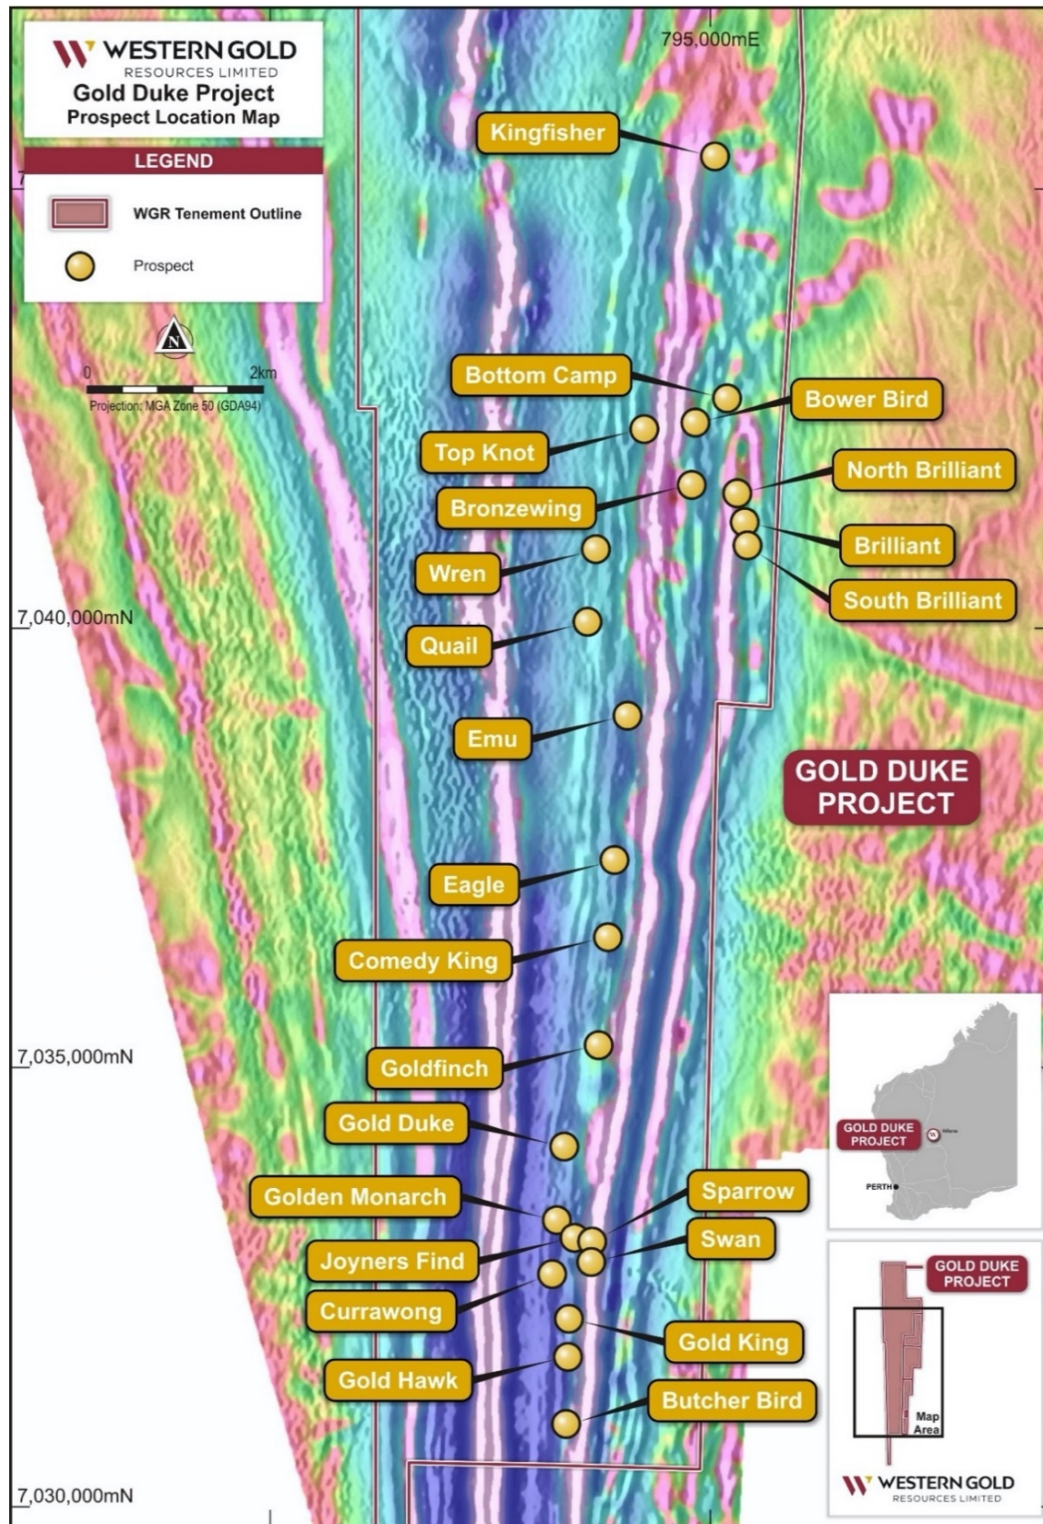 WESTERN GOLD
RESOURCES LIMITED
Gold Duke Project
Prospect Location Map
LEGEND
WGR Tenement Outline
Prospect
N
0 2km
Projection: MGA Zone 50 (GDA94)
795,000mE
Kingfisher
Bottom Camp
Bower Bird
Top Knot
North Brilliant
Bronzewing
Brilliant
Wren
South Brilliant
7,040,000mN
Quail
Emu
GOLD DUKE
PROJECT
Eagle
Comedy King
7,035,000mN
Goldfinch
Gold Duke
Golden Monarch
Sparrow
Joyners Find
Swan
Currawong
Gold King
Gold Hawk
Butcher Bird
7,030,000mN
GOLD DUKE
PROJECT
PERTH
GOLD DUKE
PROJECT
Map
Area
WESTERN GOLD
RESOURCES LIMITED